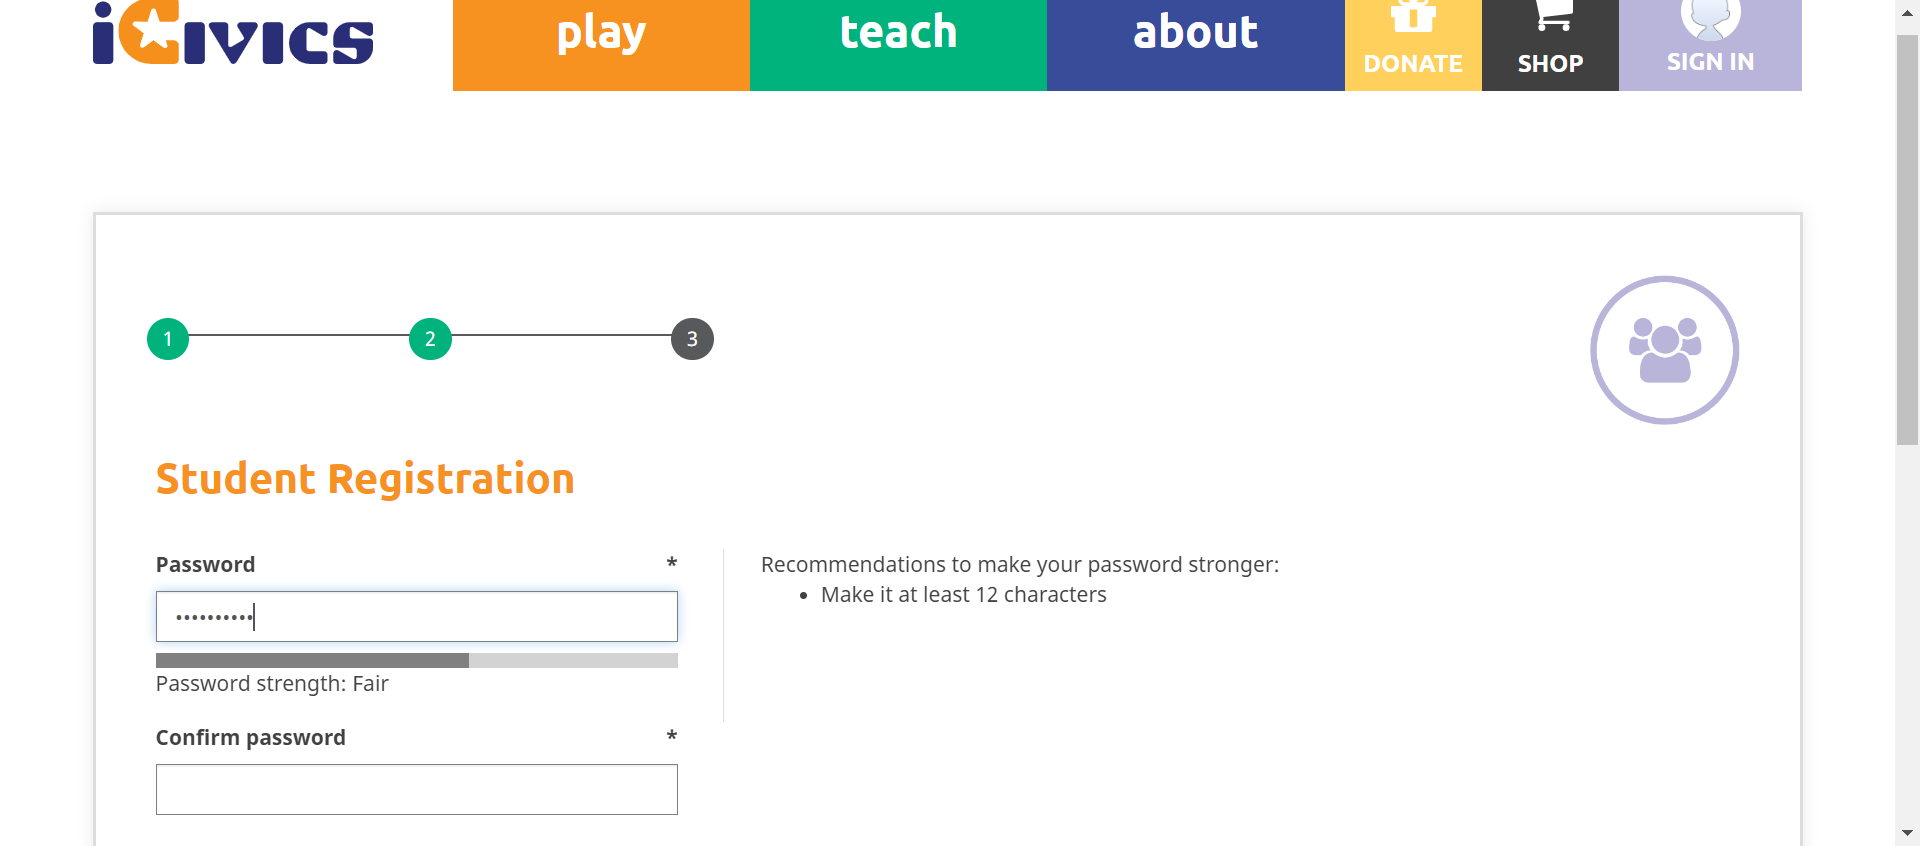 iCivics
play
teach
about
DONATE
SHOP
SIGN IN
1
2
3
Student Registration
Password *
••••••••••
Password strength: Fair
Recommendations to make your password stronger:
• Make it at least 12 characters
Confirm password *